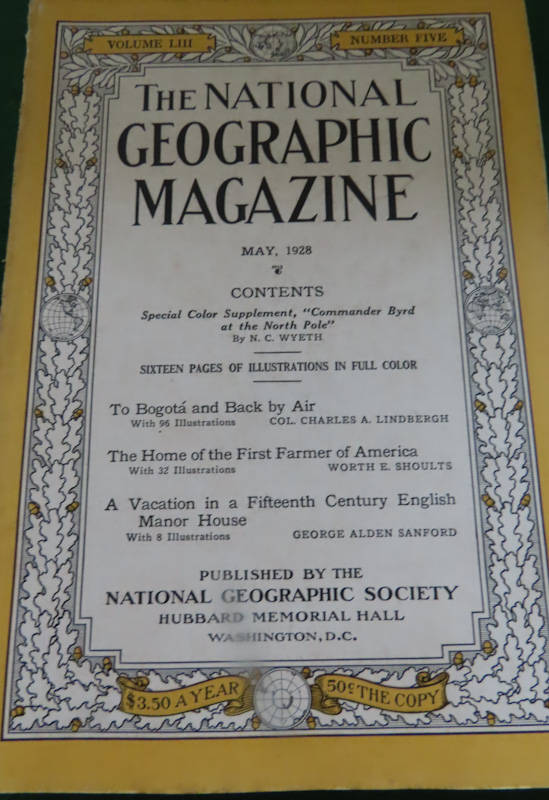 VOLUME LIII
NUMBER FIVE
THE NATIONAL
GEOGRAPHIC
MAGAZINE
MAY, 1928
CONTENTS
Special Color Supplement, "Commander Byrd
at the North Pole"
By N. C. WYETH
SIXTEEN PAGES OF ILLUSTRATIONS IN FULL COLOR
To Bogotá and Back by Air
With 96 Illustrations COL. CHARLES A. LINDBERGH
The Home of the First Farmer of America
With 32 Illustrations WORTH E. SHOULTS
A Vacation in a Fifteenth Century English
Manor House
With 8 Illustrations GEORGE ALDEN SANFORD
PUBLISHED BY THE
NATIONAL GEOGRAPHIC SOCIETY
HUBBARD MEMORIAL HALL
WASHINGTON, D.C.
$3.50 A YEAR
50¢ THE COPY